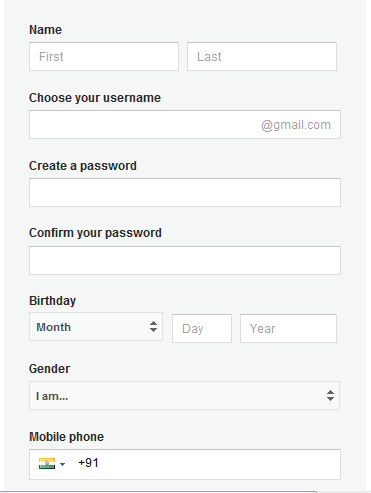 Name
First Last
Choose your username
@gmail.com
Create a password
Confirm your password
Birthday
Month Day Year
Gender
I am...
Mobile phone
+91